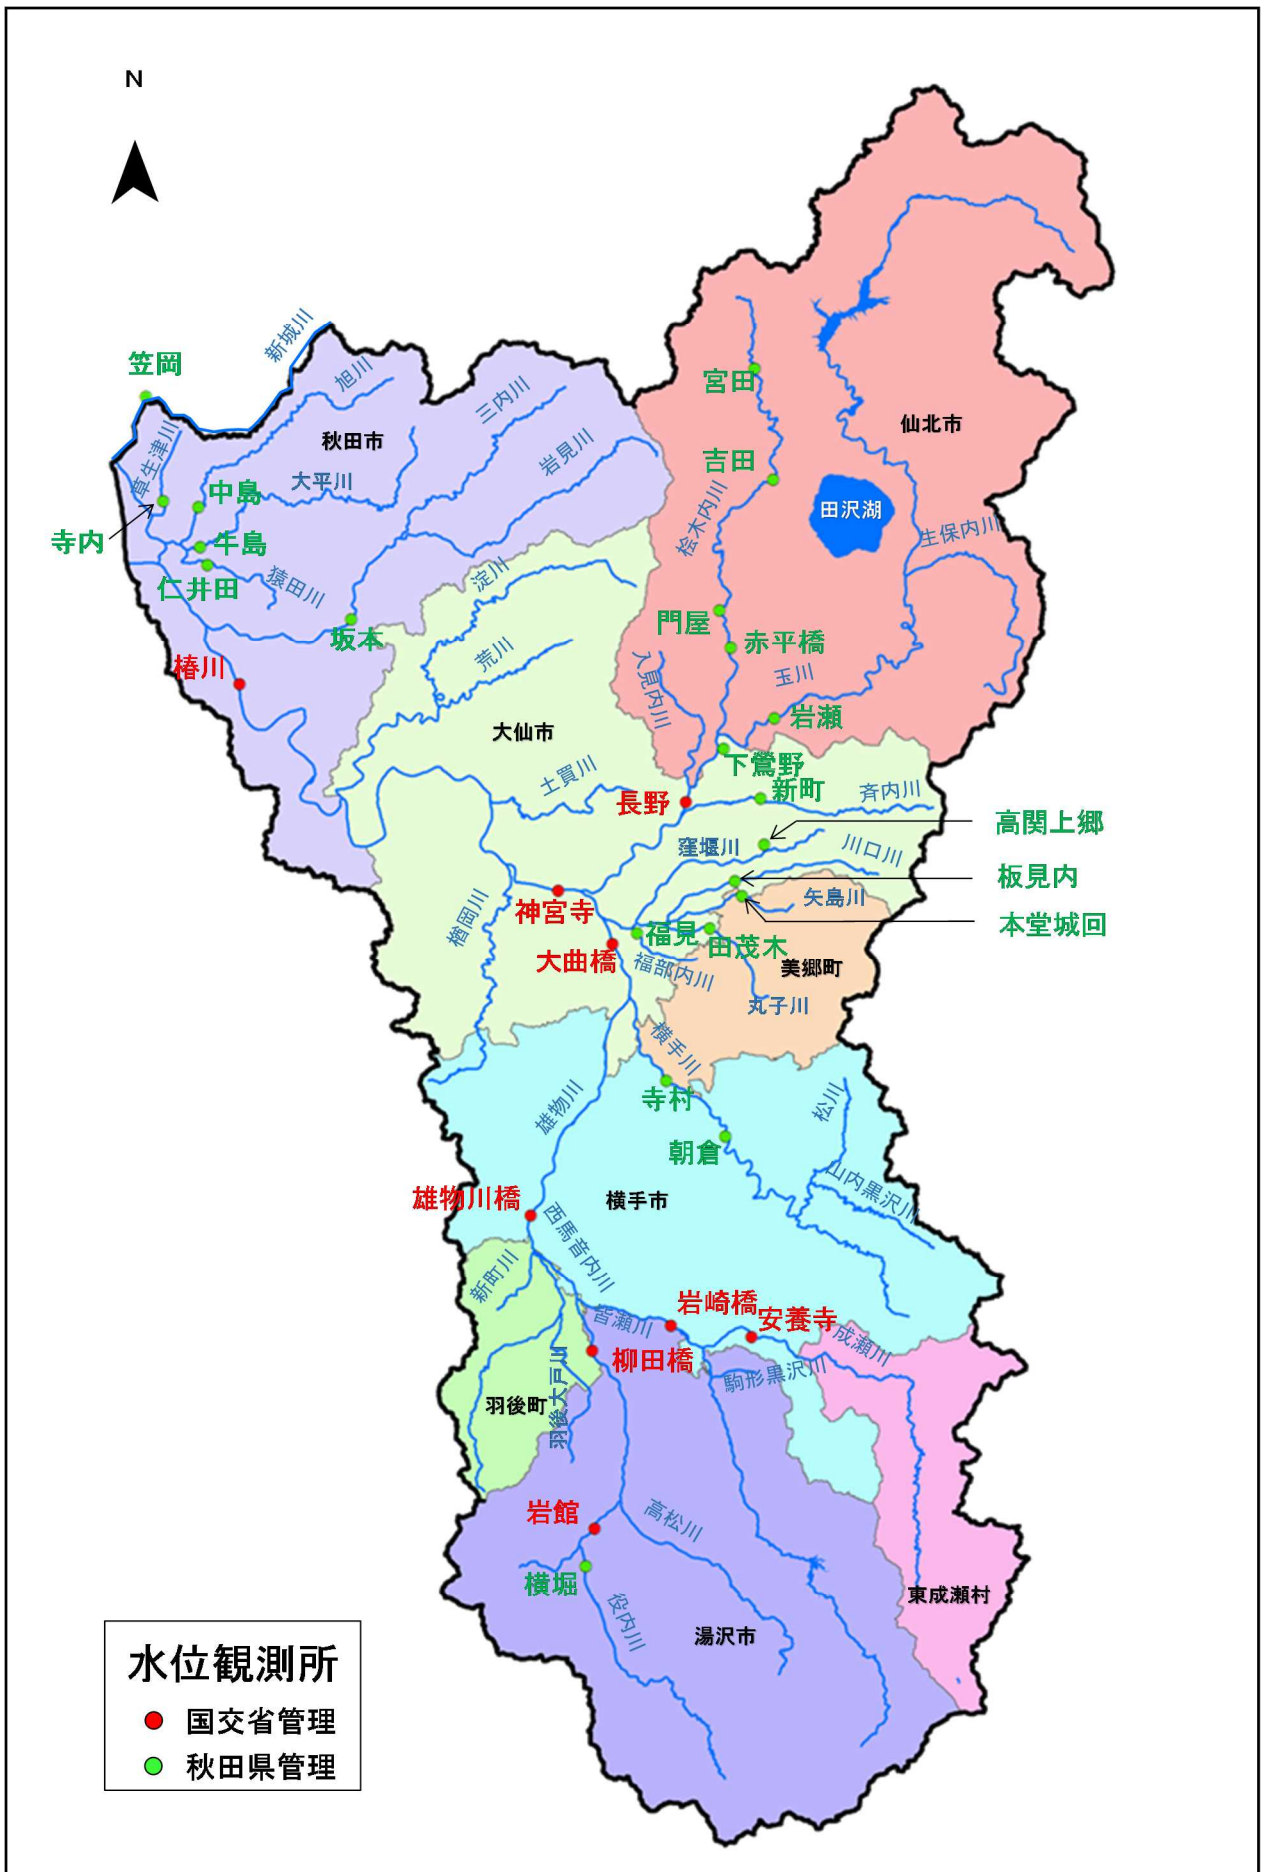 N
新城川
笠岡
旭川
三内川
宮田
秋田市
仙北市
草生津川
岩見川
吉田
大平川
中島
田沢湖
桧木内川
生保内川
寺内
牛島
仁井田
猿田川
淀川
坂本
門屋
赤平橋
荒川
入見内川
玉川
椿川
岩瀬
大仙市
下鶯野
土買川
新町
斉内川
長野
高関上郷
窪堰川
川口川
板見内
矢島川
神宮寺
楢岡川
本堂城回
福見
田茂木
大曲橋
福部内川
美郷町
丸子川
横手川
寺村
雄物川
松川
朝倉
山内黒沢川
雄物川橋
横手市
西馬音内川
新町川
岩崎橋
安養寺
皆瀬川
成瀬川
柳田橋
駒形黒沢川
羽後町
羽後大戸川
岩館
高松川
横堀
東成瀬村
役内川
湯沢市
水位観測所
国交省管理
秋田県管理